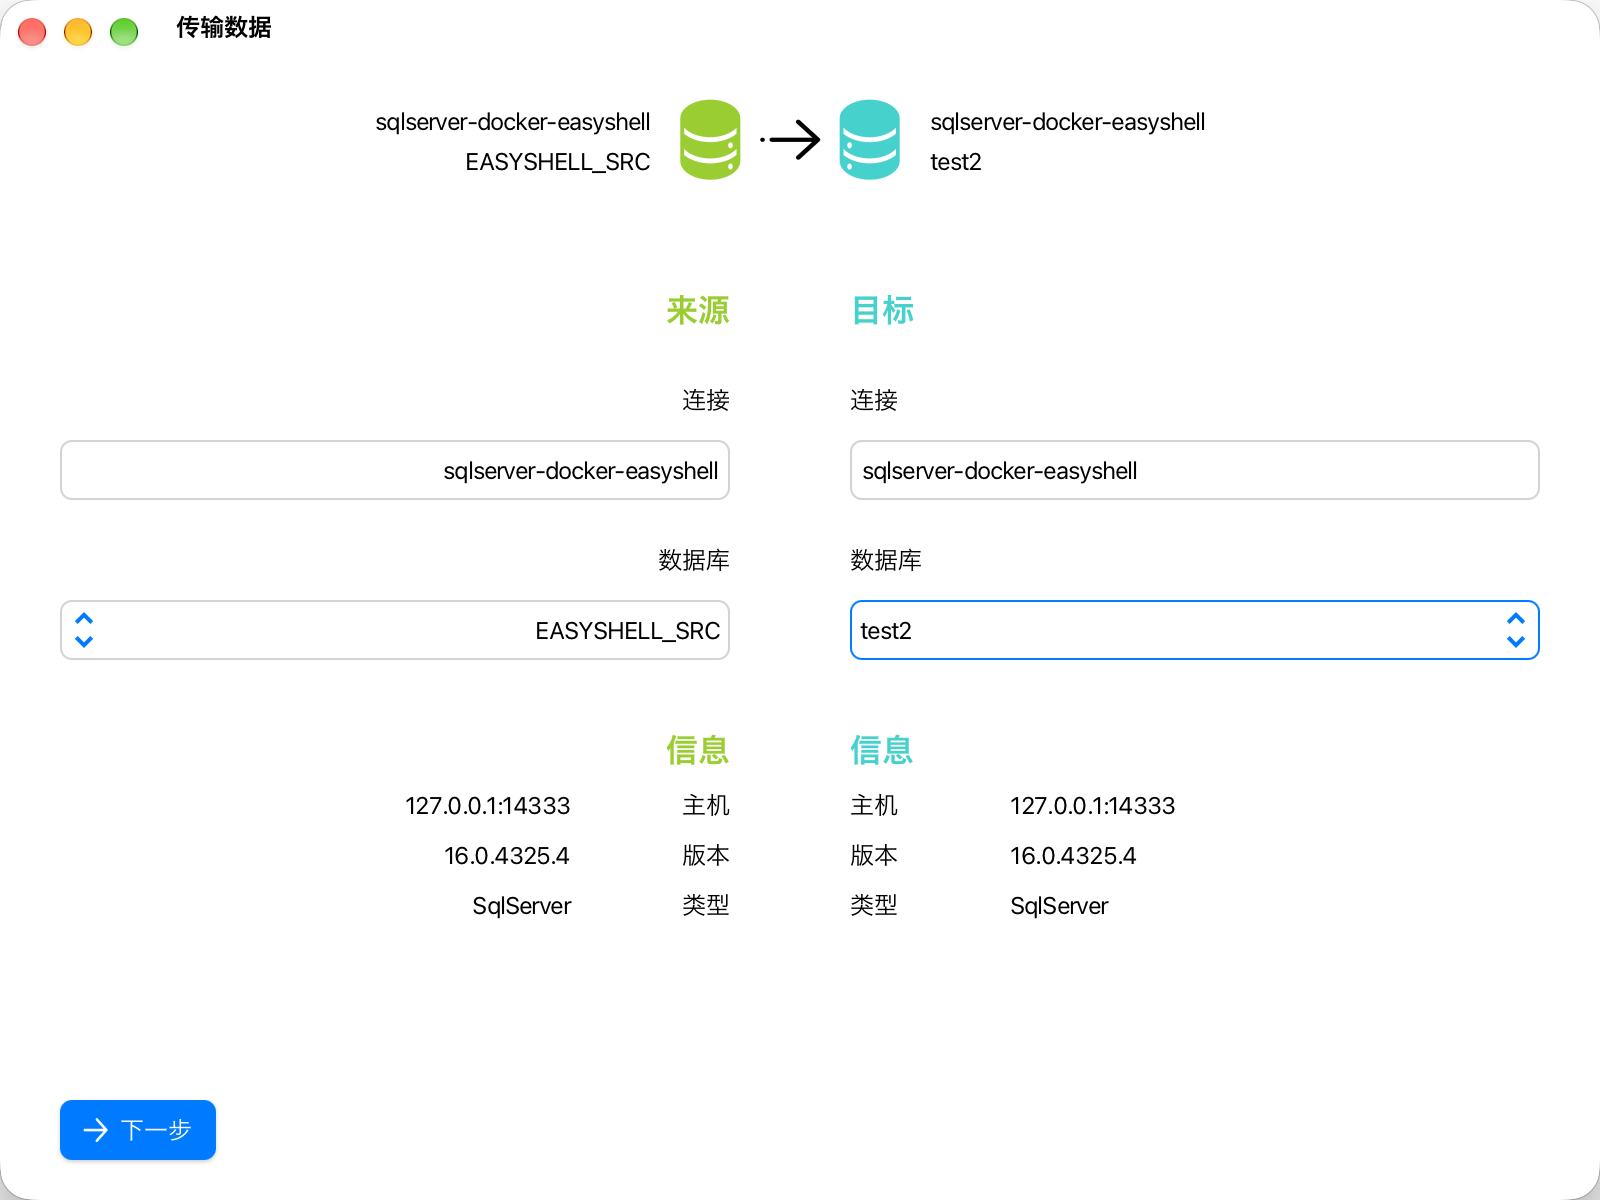 传输数据
sqlserver-docker-easyshell
EASYSHELL_SRC
sqlserver-docker-easyshell
test2
来源
目标
连接
连接
sqlserver-docker-easyshell
sqlserver-docker-easyshell
数据库
数据库
EASYSHELL_SRC
test2
信息
信息
127.0.0.1:14333 主机
主机 127.0.0.1:14333
16.0.4325.4 版本
版本 16.0.4325.4
SqlServer 类型
类型 SqlServer
下一步